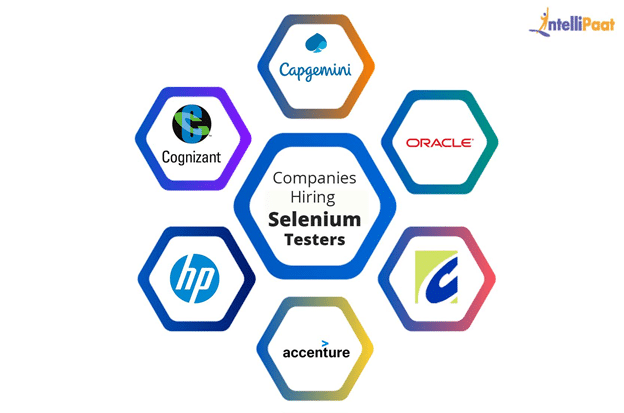 intelliPaat
Capgemini
Cognizant
ORACLE
Companies
Hiring
Selenium
Testers
hp
C
accenture